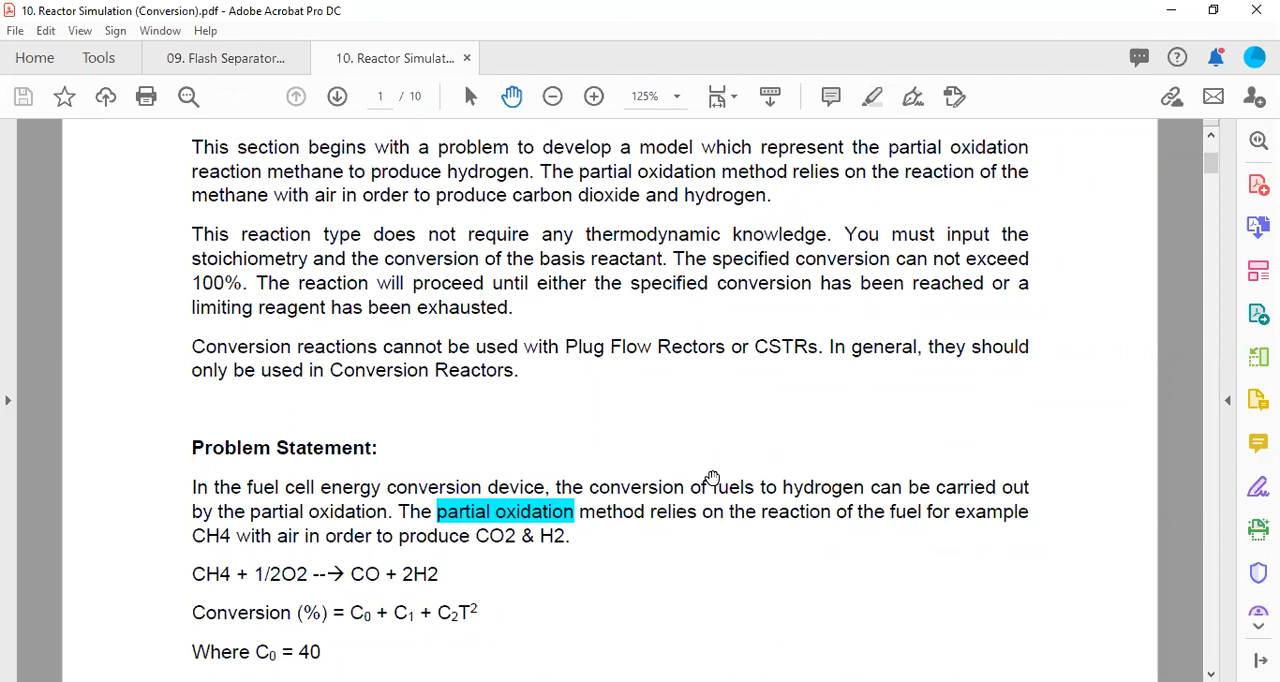 10. Reactor Simulation (Conversion).pdf - Adobe Acrobat Pro DC
File Edit View Sign Window Help
Home Tools 09. Flash Separator... 10. Reactor Simulat... ×
1 / 10 125%
This section begins with a problem to develop a model which represent the partial oxidation
reaction methane to produce hydrogen. The partial oxidation method relies on the reaction of the
methane with air in order to produce carbon dioxide and hydrogen.
This reaction type does not require any thermodynamic knowledge. You must input the
stoichiometry and the conversion of the basis reactant. The specified conversion can not exceed
100%. The reaction will proceed until either the specified conversion has been reached or a
limiting reagent has been exhausted.
Conversion reactions cannot be used with Plug Flow Rectors or CSTRs. In general, they should
only be used in Conversion Reactors.
Problem Statement:
In the fuel cell energy conversion device, the conversion of fuels to hydrogen can be carried out
by the partial oxidation. The partial oxidation method relies on the reaction of the fuel for example
CH4 with air in order to produce CO2 & H2.
CH4 + 1/2O2 --→ CO + 2H2
Conversion (%) = C₀ + C₁ + C₂T²
Where C₀ = 40